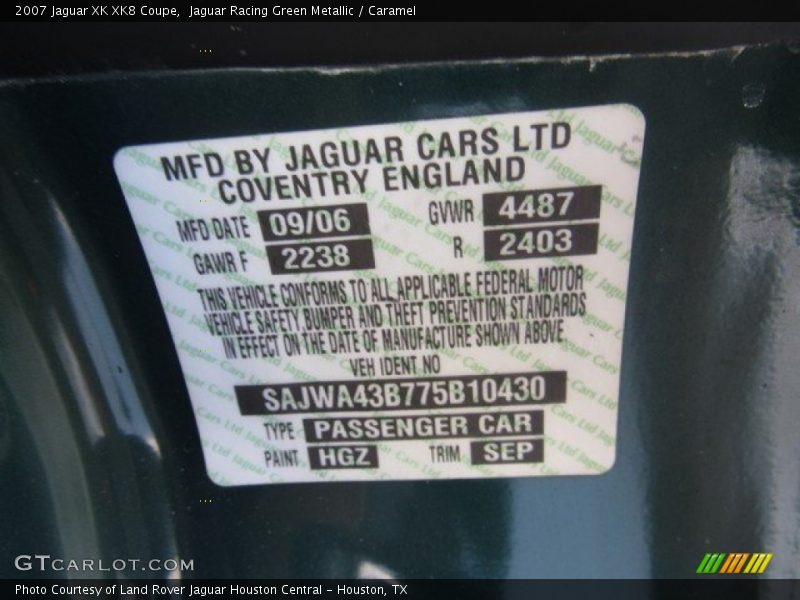 2007 Jaguar XK XK8 Coupe,  Jaguar Racing Green Metallic / Caramel
MFD BY JAGUAR CARS LTD
COVENTRY ENGLAND
MFD DATE 09/06 GVWR 4487
GAWR F 2238 R 2403
THIS VEHICLE CONFORMS TO ALL APPLICABLE FEDERAL MOTOR
VEHICLE SAFETY, BUMPER AND THEFT PREVENTION STANDARDS
IN EFFECT ON THE DATE OF MANUFACTURE SHOWN ABOVE
VEH IDENT NO
SAJWA43B775B10430
TYPE PASSENGER CAR
PAINT HGZ TRIM SEP
GTCARLOT.COM
Photo Courtesy of Land Rover Jaguar Houston Central - Houston, TX